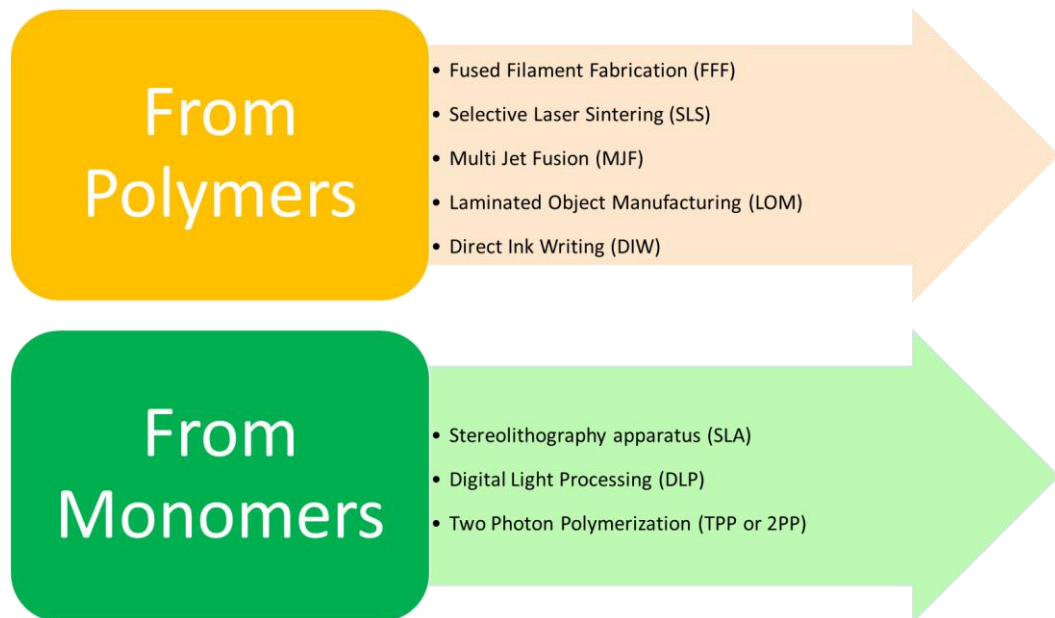 From
Polymers
• Fused Filament Fabrication (FFF)
• Selective Laser Sintering (SLS)
• Multi Jet Fusion (MJF)
• Laminated Object Manufacturing (LOM)
• Direct Ink Writing (DIW)
From
Monomers
• Stereolithography apparatus (SLA)
• Digital Light Processing (DLP)
• Two Photon Polymerization (TPP or 2PP)